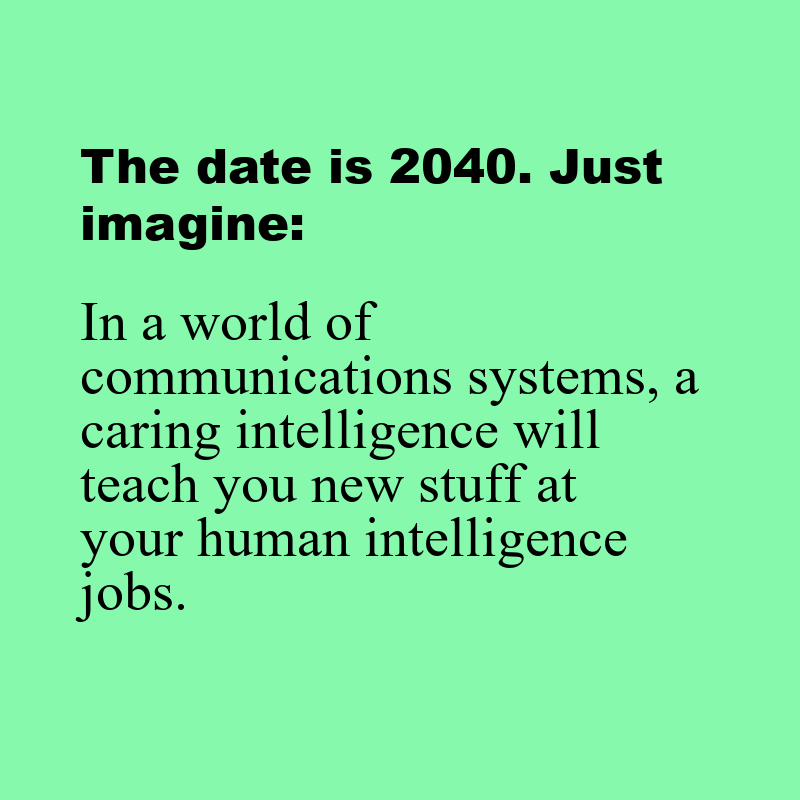 The date is 2040. Just
imagine:
In a world of
communications systems, a
caring intelligence will
teach you new stuff at
your human intelligence
jobs.